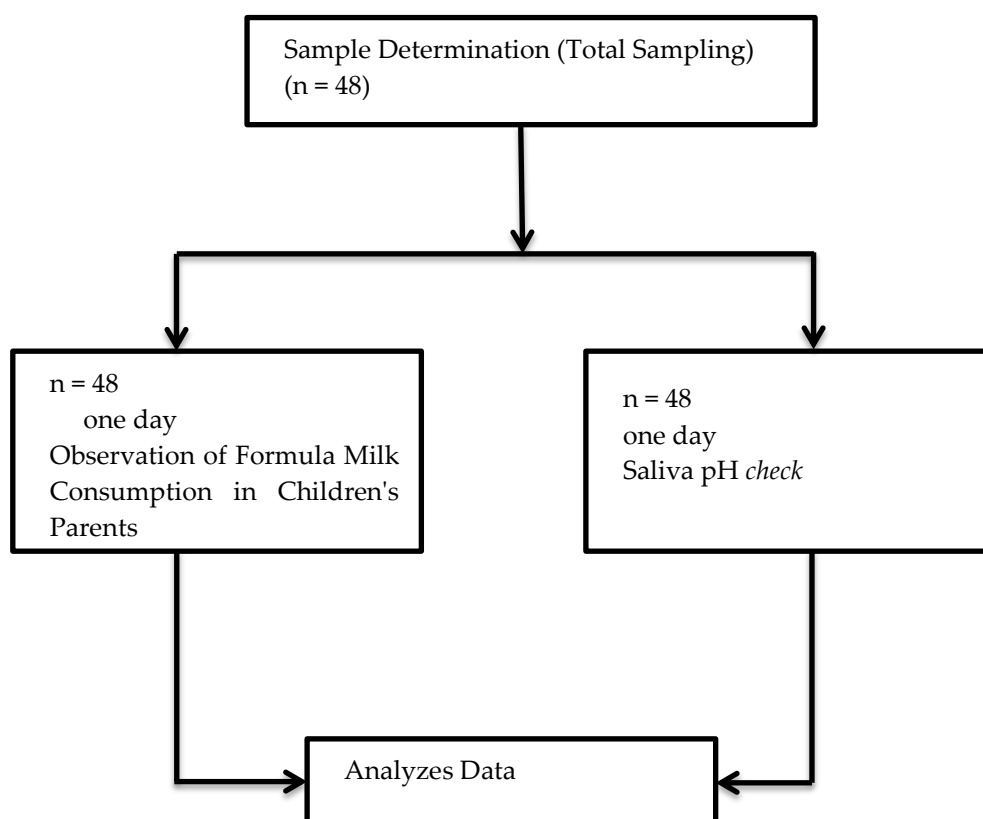 Sample Determination (Total Sampling)
(n = 48)
n = 48
one day
Observation of Formula Milk
Consumption in Children's
Parents
n = 48
one day
Saliva pH check
Analyzes Data